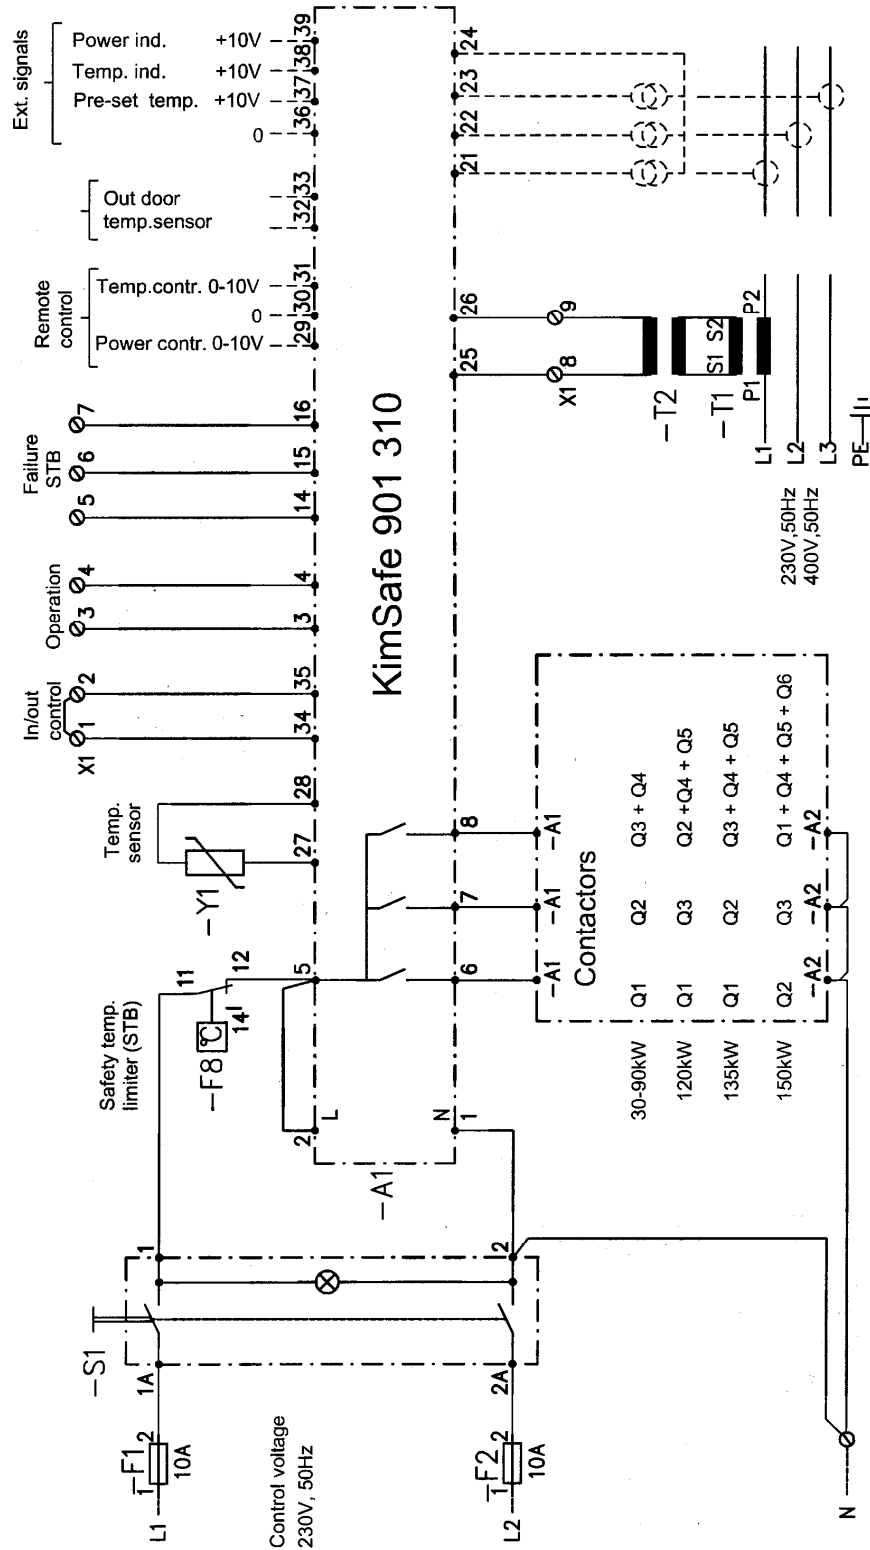 Ext. signals
Power ind. +10V
Temp. ind. +10V
Pre-set temp. +10V
0
39
38
37
36
Out door
temp.sensor
33
32
Remote
control
Temp.contr. 0-10V
0
Power contr. 0-10V
31
30
29
Failure
STB
7
6
5
16
15
14
Operation
4
3
4
3
In/out
control
2
1
X1
35
34
Temp.
sensor
28
27
–Y1
Safety temp.
limiter (STB)
11
12
14
°C
–F8
5
2
L
N
1
–A1
KimSafe 901 310
24
23
22
21
26
25
9
8
X1
–T2
–T1
S1 S2
P1
P2
L1
L2
L3
PE
230V,50Hz
400V,50Hz
8
7
6
–A1
–A1
–A1
Contactors
30-90kW Q1 Q2 Q3 + Q4
120kW Q1 Q3 Q2 +Q4 + Q5
135kW Q1 Q2 Q3 + Q4 + Q5
150kW Q2 Q3 Q1 + Q4 + Q5 + Q6
–A2
–A2
–A2
–S1
1
1A
2
2A
–F1
1
2
10A
L1
Control voltage
230V, 50Hz
–F2
1
2
10A
L2
N